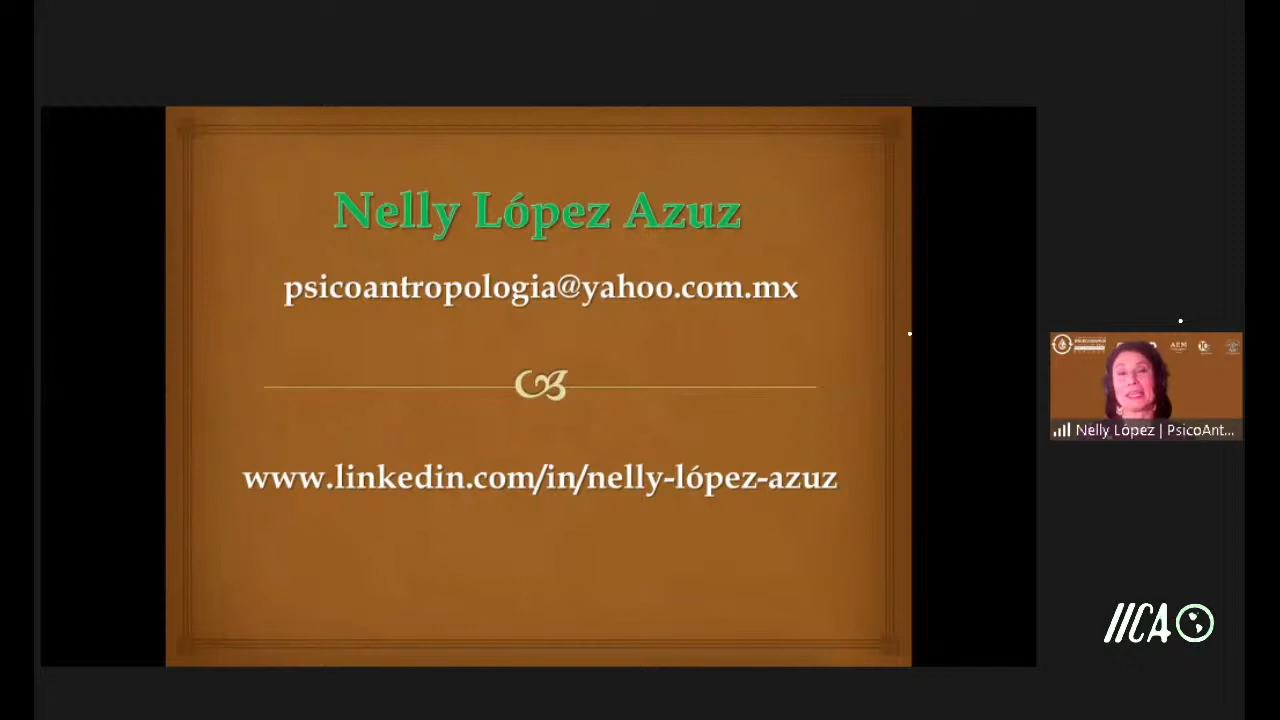 Nelly López Azuz
psicoantropologia@yahoo.com.mx
www.linkedin.com/in/nelly-lópez-azuz
Nelly López | PsicoAnt...
IICA